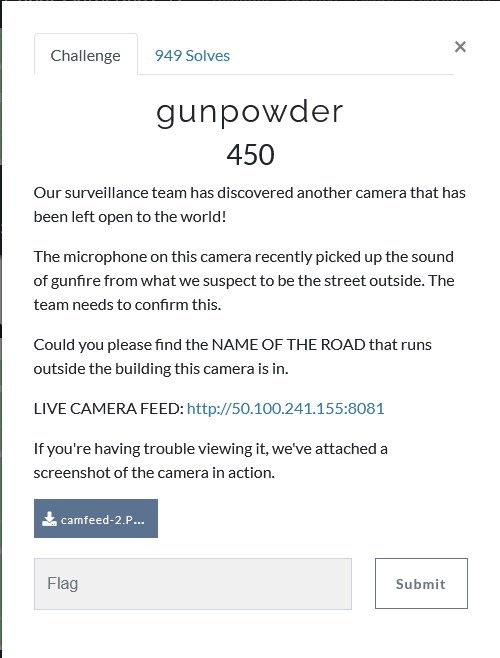 Challenge
949 Solves
×
gunpowder
450
Our surveillance team has discovered another camera that has
been left open to the world!
The microphone on this camera recently picked up the sound
of gunfire from what we suspect to be the street outside. The
team needs to confirm this.
Could you please find the NAME OF THE ROAD that runs
outside the building this camera is in.
LIVE CAMERA FEED: http://50.100.241.155:8081
If you're having trouble viewing it, we've attached a
screenshot of the camera in action.
camfeed-2.P...
Flag
Submit